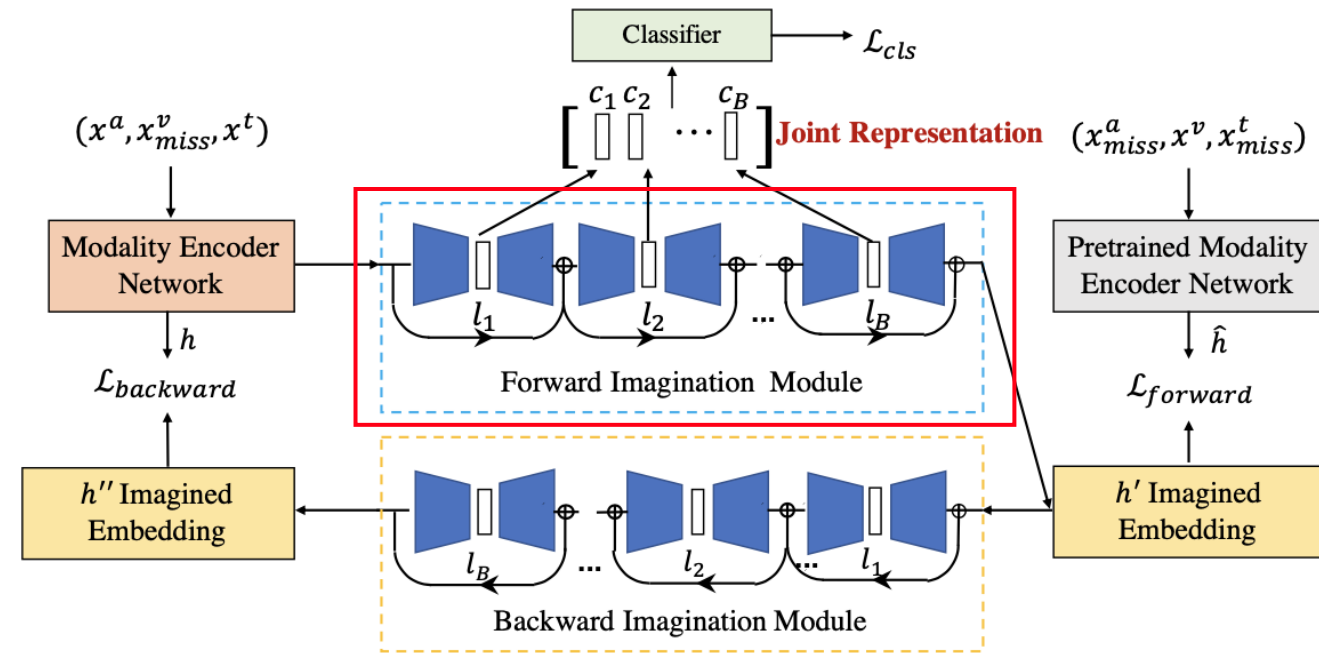 Classifier
ℒ_cls
c_1 c_2 c_B
[ ... ] Joint Representation
(x^a, x^v_miss, x^t)
(x^a_miss, x^v, x^t_miss)
Modality Encoder
Network
Pretrained Modality
Encoder Network
l_1 l_2 ... l_B
Forward Imagination Module
h
ℒ_backward
ĥ
ℒ_forward
h'' Imagined
Embedding
h' Imagined
Embedding
l_B ... l_2 ... l_1
Backward Imagination Module